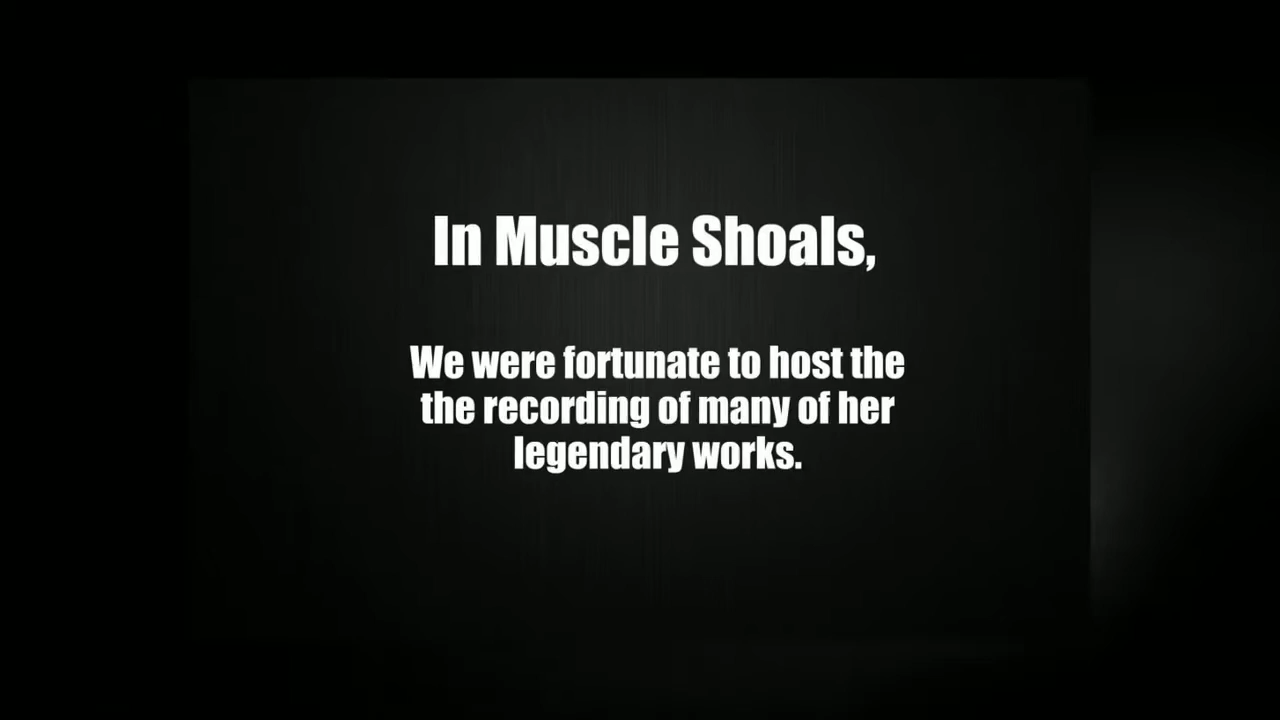 In Muscle Shoals,
We were fortunate to host the
the recording of many of her
legendary works.